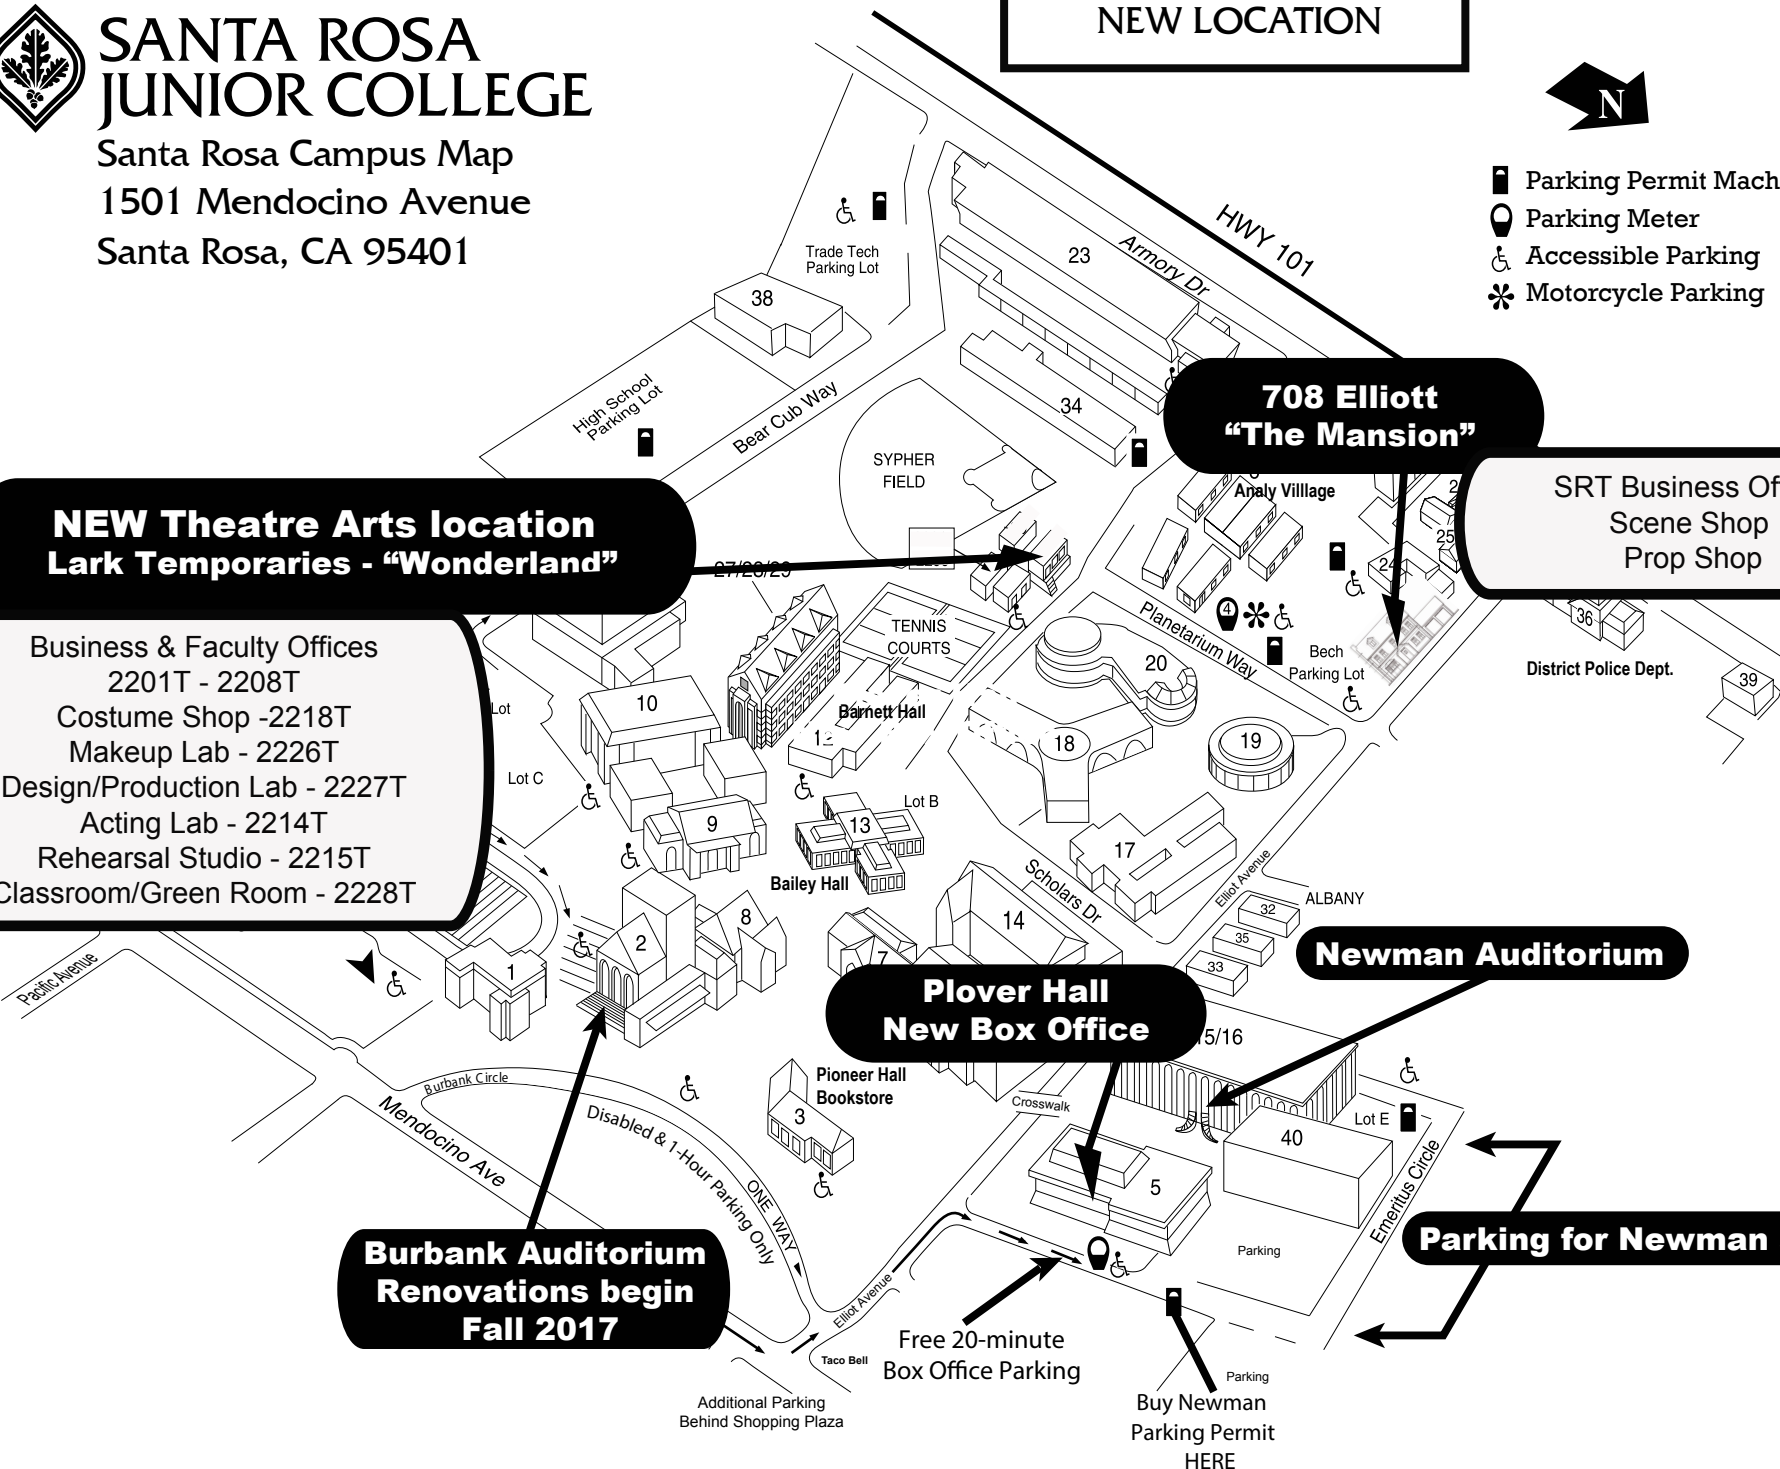 SANTA ROSA
JUNIOR COLLEGE
Santa Rosa Campus Map
1501 Mendocino Avenue
Santa Rosa, CA 95401
NEW LOCATION
N
Parking Permit Mach
Parking Meter
Accessible Parking
Motorcycle Parking
HWY 101
Armory Dr
23
Trade Tech
Parking Lot
38
High School
Parking Lot
Bear Cub Way
34
SYPHER
FIELD
708 Elliott
“The Mansion”
SRT Business Of
Scene Shop
Prop Shop
Analy Villlage
2
25
24
36
District Police Dept.
39
NEW Theatre Arts location
Lark Temporaries - “Wonderland”
27/28/29
Business & Faculty Offices
2201T - 2208T
Costume Shop -2218T
Makeup Lab - 2226T
Design/Production Lab - 2227T
Acting Lab - 2214T
Rehearsal Studio - 2215T
Classroom/Green Room - 2228T
TENNIS
COURTS
Planetarium Way
4
Bech
Parking Lot
20
10
Lot
Barnett Hall
12
18
19
Lot C
Lot B
9
13
Bailey Hall
17
Scholars Dr
Elliot Avenue
ALBANY
32
35
33
14
8
7
2
1
Pacific Avenue
Newman Auditorium
Plover Hall
New Box Office
15/16
Pioneer Hall
Bookstore
3
Burbank Circle
Mendocino Ave
Disabled & 1-Hour Parking Only
ONE WAY
Crosswalk
Lot E
40
5
Emeritus Circle
Parking
Parking for Newman
Burbank Auditorium
Renovations begin
Fall 2017
Elliot Avenue
Taco Bell
Free 20-minute
Box Office Parking
Additional Parking
Behind Shopping Plaza
Parking
Buy Newman
Parking Permit
HERE